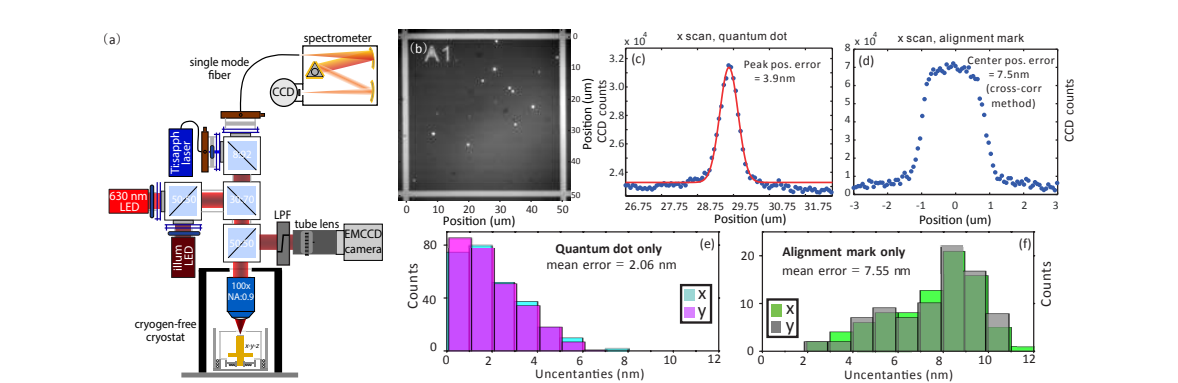 (a)
spectrometer
single mode
fiber
CCD
Ti:sapph
laser
630 nm
LED
50:50
30:70
LPF
tube lens
EMCCD
camera
illum
LED
100x
NA:0.9
cryogen-free
cryostat
x-y-z
(b)
A1
0
10
20
30
40
50
Position (um)
0 10 20 30 40 50
Position (um)
x scan, quantum dot
x 10⁴
(c)
Peak pos. error
= 3.9nm
CCD counts
3.2
3.0
2.8
2.6
2.4
26.75 27.75 28.75 29.75 30.75 31.75
Position (um)
x scan, alignment mark
x 10⁴
(d)
Center pos. error
= 7.5nm
(cross-corr
method)
CCD counts
8
7
6
5
4
3
2
1
0
-3 -2 -1 0 1 2 3
Position (um)
(e)
Quantum dot only
mean error = 2.06 nm
x
y
Counts
80
40
0
0 2 4 6 8 10 12
Uncentanties (nm)
(f)
Alignment mark only
mean error = 7.55 nm
x
y
Counts
20
10
0
0 2 4 6 8 10 12
Uncentanties (nm)